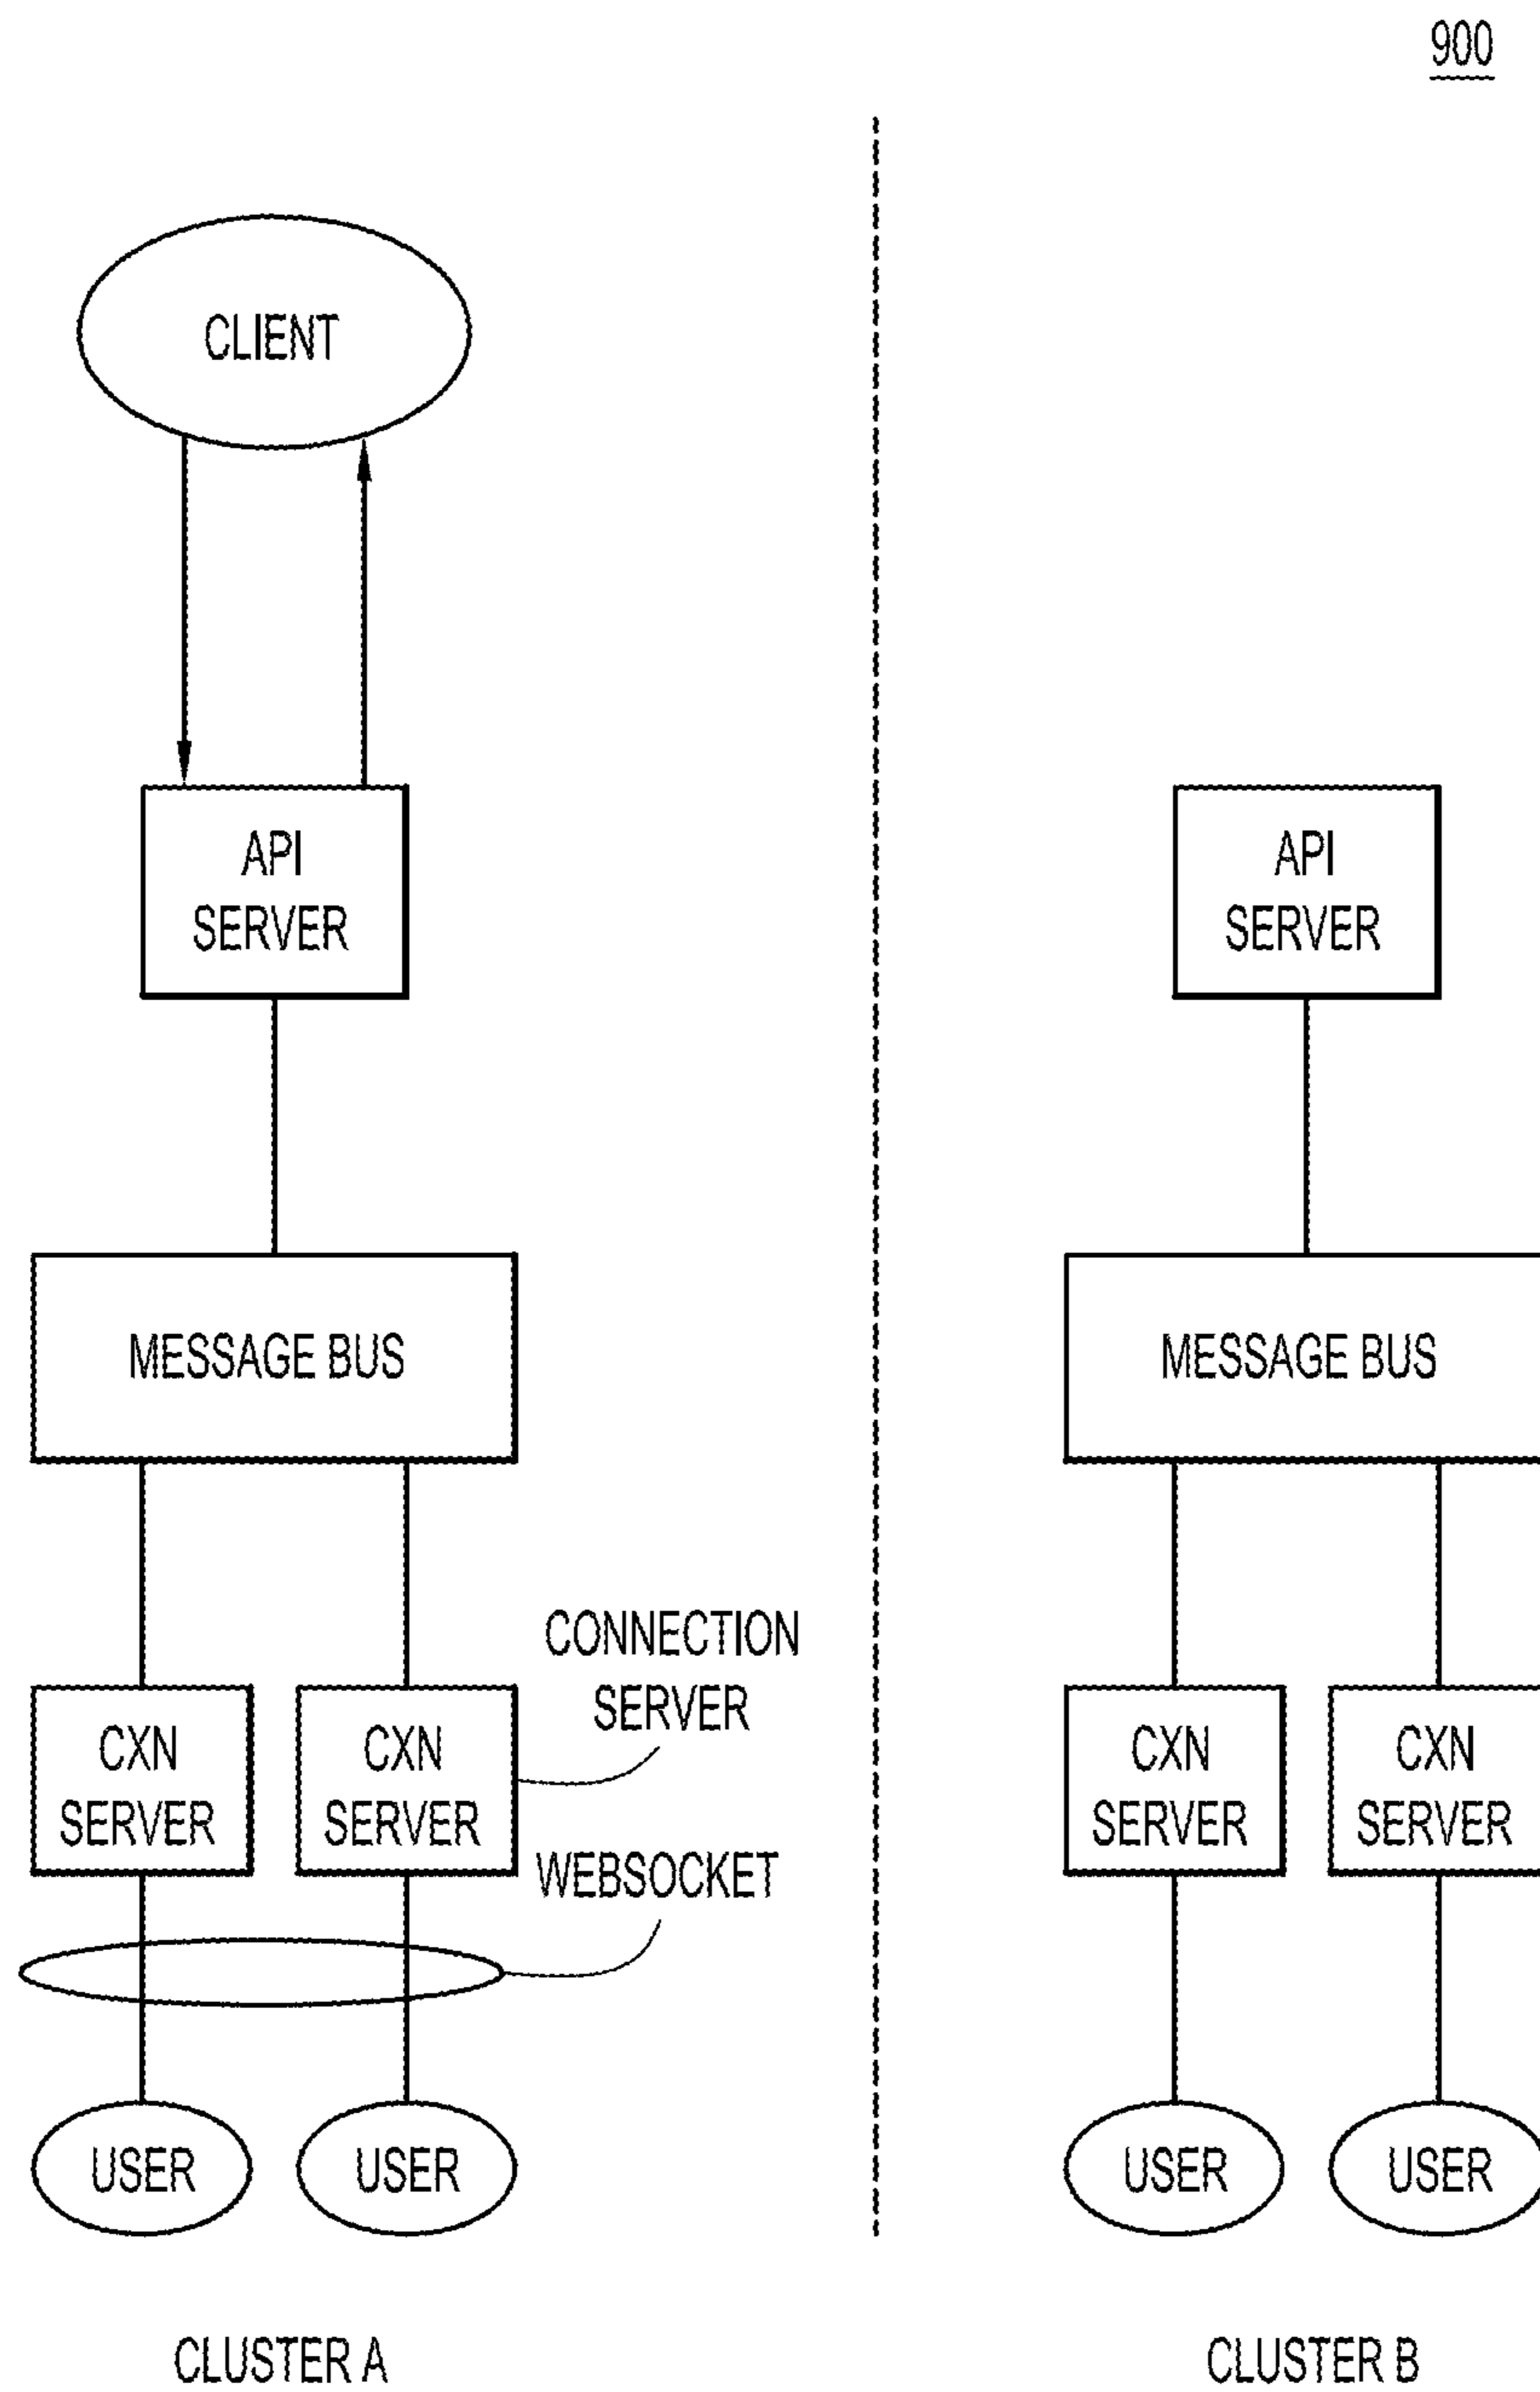 900
CLIENT
API
SERVER
API
SERVER
MESSAGE BUS
MESSAGE BUS
CONNECTION
SERVER
CXN
SERVER
CXN
SERVER
CXN
SERVER
CXN
SERVER
WEBSOCKET
USER
USER
USER
USER
CLUSTER A
CLUSTER B